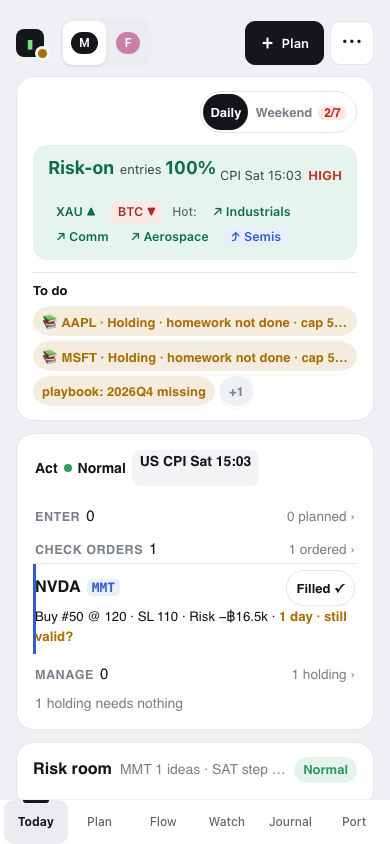 M F + Plan ···
Daily Weekend 2/7
Risk-on entries 100% CPI Sat 15:03 HIGH
XAU ▲ BTC ▼ Hot: ↗ Industrials
↗ Comm ↗ Aerospace ⤴ Semis
To do
📚 AAPL · Holding · homework not done · cap 5…
📚 MSFT · Holding · homework not done · cap 5…
playbook: 2026Q4 missing +1
Act ● Normal US CPI Sat 15:03
ENTER 0 0 planned ›
CHECK ORDERS 1 1 ordered ›
NVDA MMT Filled ✓
Buy #50 @ 120 · SL 110 · Risk −฿16.5k · 1 day · still
valid?
MANAGE 0 1 holding ›
1 holding needs nothing
Risk room MMT 1 ideas · SAT step … Normal
Today Plan Flow Watch Journal Port